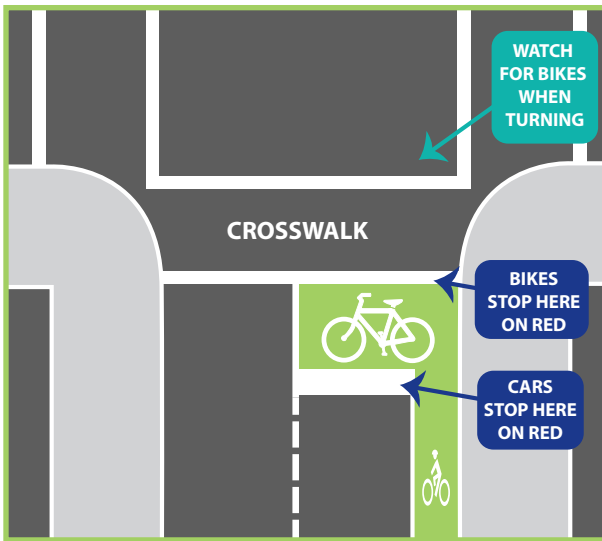 WATCH
FOR BIKES
WHEN
TURNING
CROSSWALK
BIKES
STOP HERE
ON RED
CARS
STOP HERE
ON RED